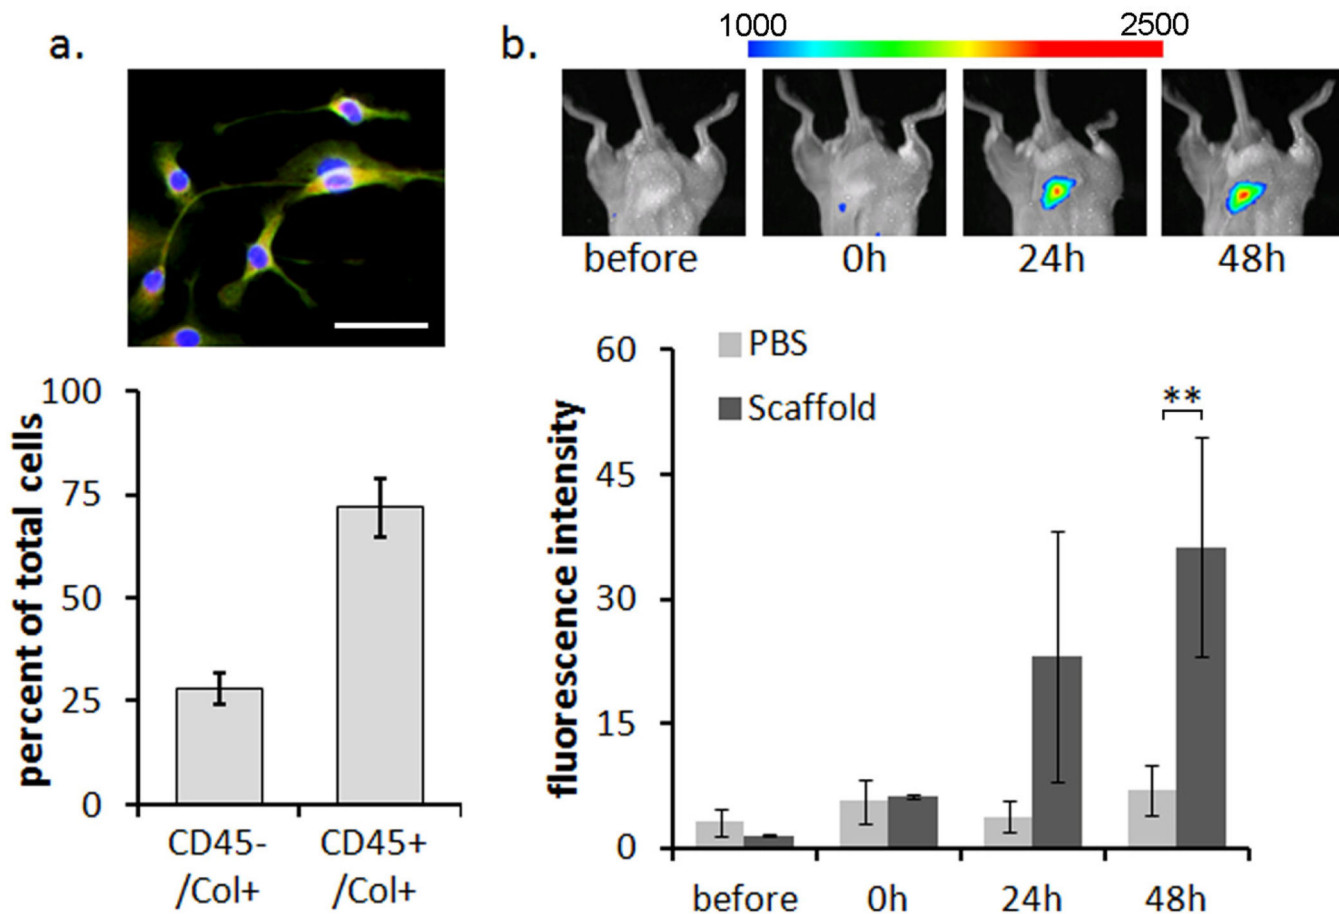 a.
percent of total cells
100
75
50
25
0
CD45-
/Col+
CD45+
/Col+
b.
1000
2500
before
0h
24h
48h
fluorescence intensity
60
45
30
15
0
PBS
Scaffold
**
before
0h
24h
48h